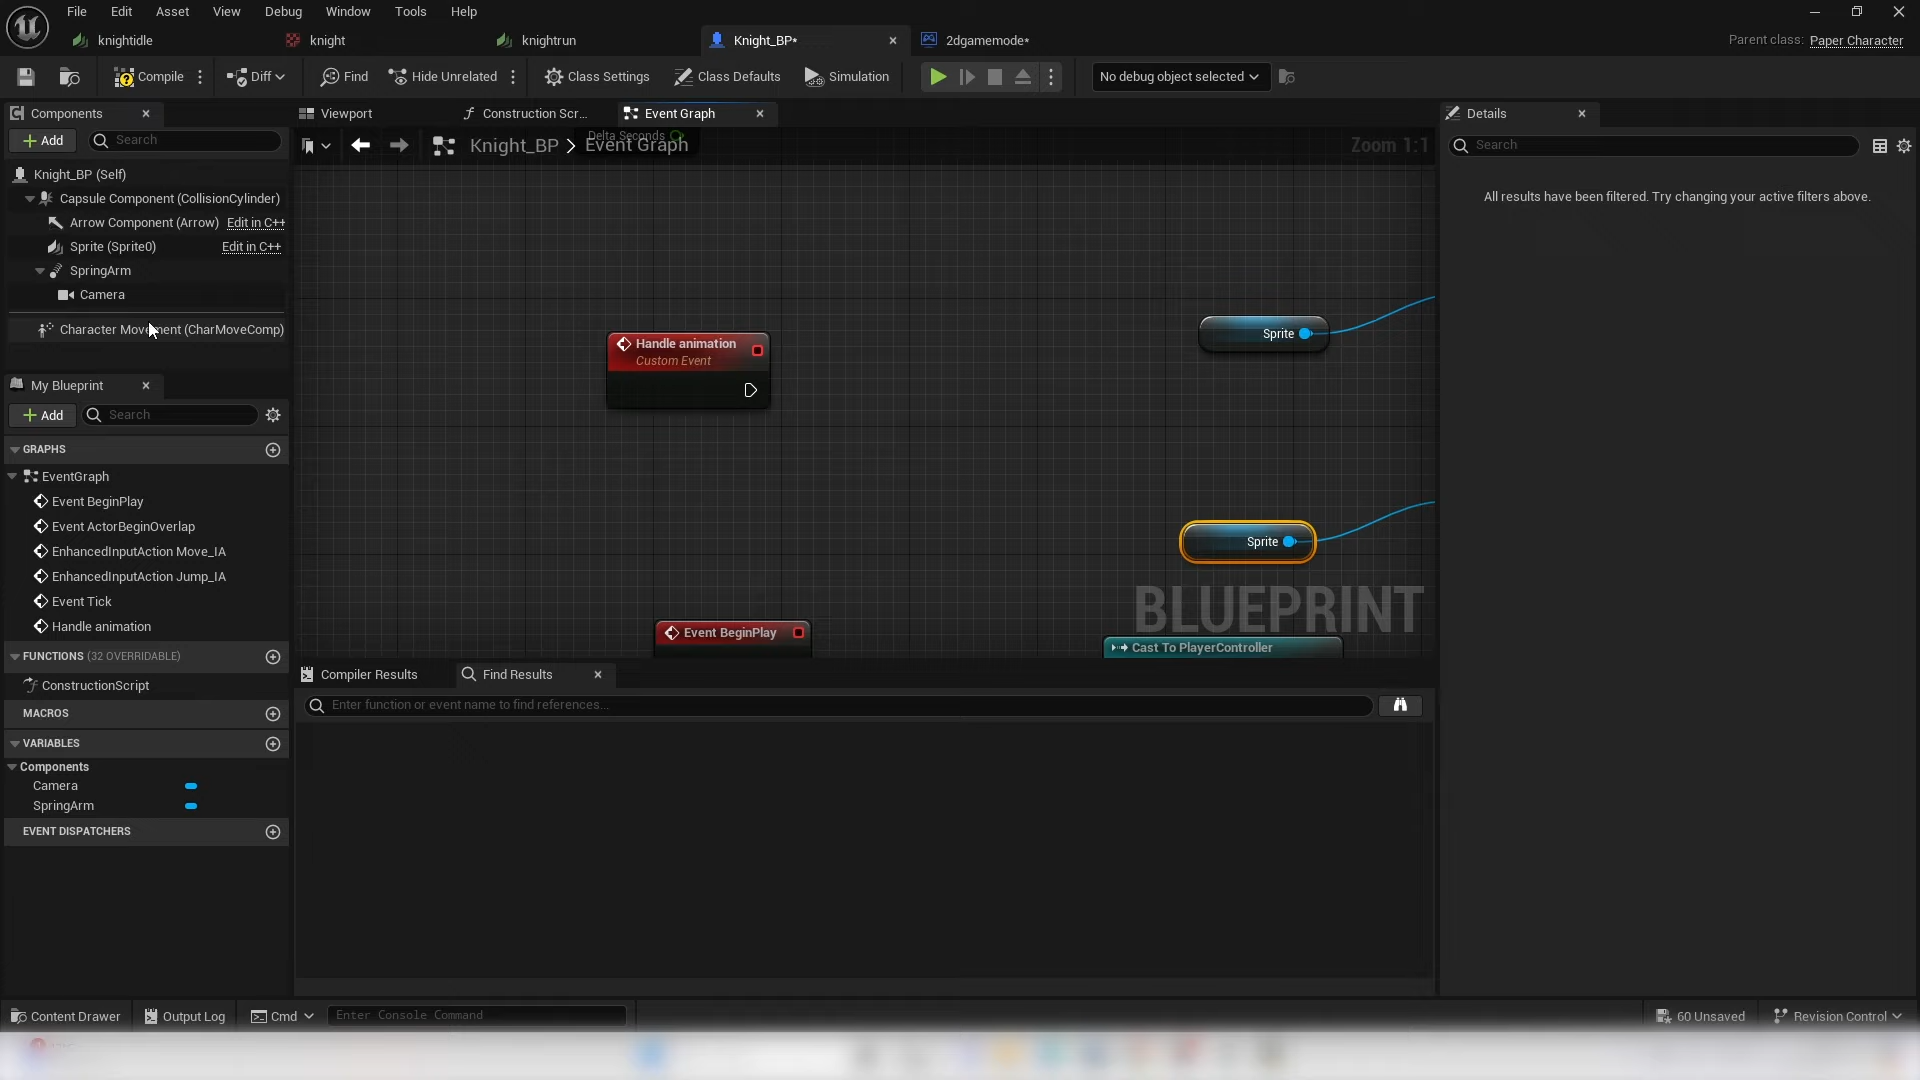 File Edit Asset View Debug Window Tools Help
knightidle knight knightrun Knight_BP* 2dgamemode* Parent class: Paper Character
Compile Diff Find Hide Unrelated Class Settings Class Defaults Simulation No debug object selected
Components Viewport Construction Scr... Event Graph Details
Add Search Delta Seconds
Knight_BP > Event Graph Zoom 1:1 Search
Knight_BP (Self)
All results have been filtered. Try changing your active filters above.
Capsule Component (CollisionCylinder)
Arrow Component (Arrow) Edit in C++
Sprite (Sprite0) Edit in C++
SpringArm
Camera
Character Movement (CharMoveComp)
Handle animation
Custom Event
Sprite
My Blueprint
Add Search
GRAPHS
EventGraph
Event BeginPlay
Event ActorBeginOverlap
EnhancedInputAction Move_IA
EnhancedInputAction Jump_IA
Event Tick
Handle animation
Sprite
BLUEPRINT
Event BeginPlay
Cast To PlayerController
FUNCTIONS (32 OVERRIDABLE)
ConstructionScript
MACROS
VARIABLES
Components
Camera
SpringArm
EVENT DISPATCHERS
Compiler Results Find Results
Enter function or event name to find references...
Content Drawer Output Log Cmd Enter Console Command 60 Unsaved Revision Control